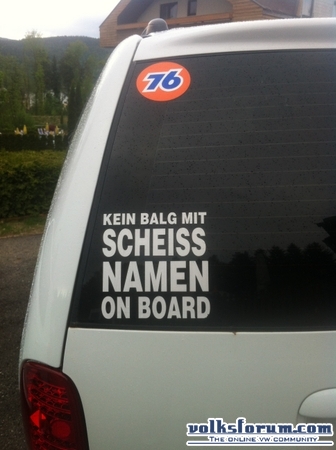 76
KEIN BALG MIT
SCHEISS
NAMEN
ON BOARD
volksforum.com
The online VW community